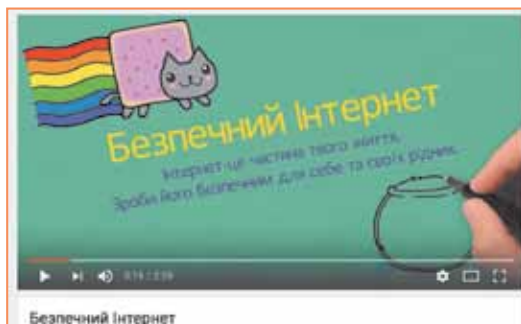 Безпечний Інтернет
Інтернет-це частина твого життя.
Зроби його безпечним для себе та своїх рідних.
Безпечний Інтернет